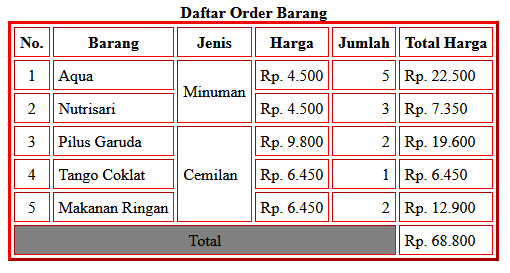 Daftar Order Barang
No. Barang Jenis Harga Jumlah Total Harga
1 Aqua Minuman Rp. 4.500 5 Rp. 22.500
2 Nutrisari Rp. 4.500 3 Rp. 7.350
3 Pilus Garuda Cemilan Rp. 9.800 2 Rp. 19.600
4 Tango Coklat Rp. 6.450 1 Rp. 6.450
5 Makanan Ringan Rp. 6.450 2 Rp. 12.900
Total Rp. 68.800